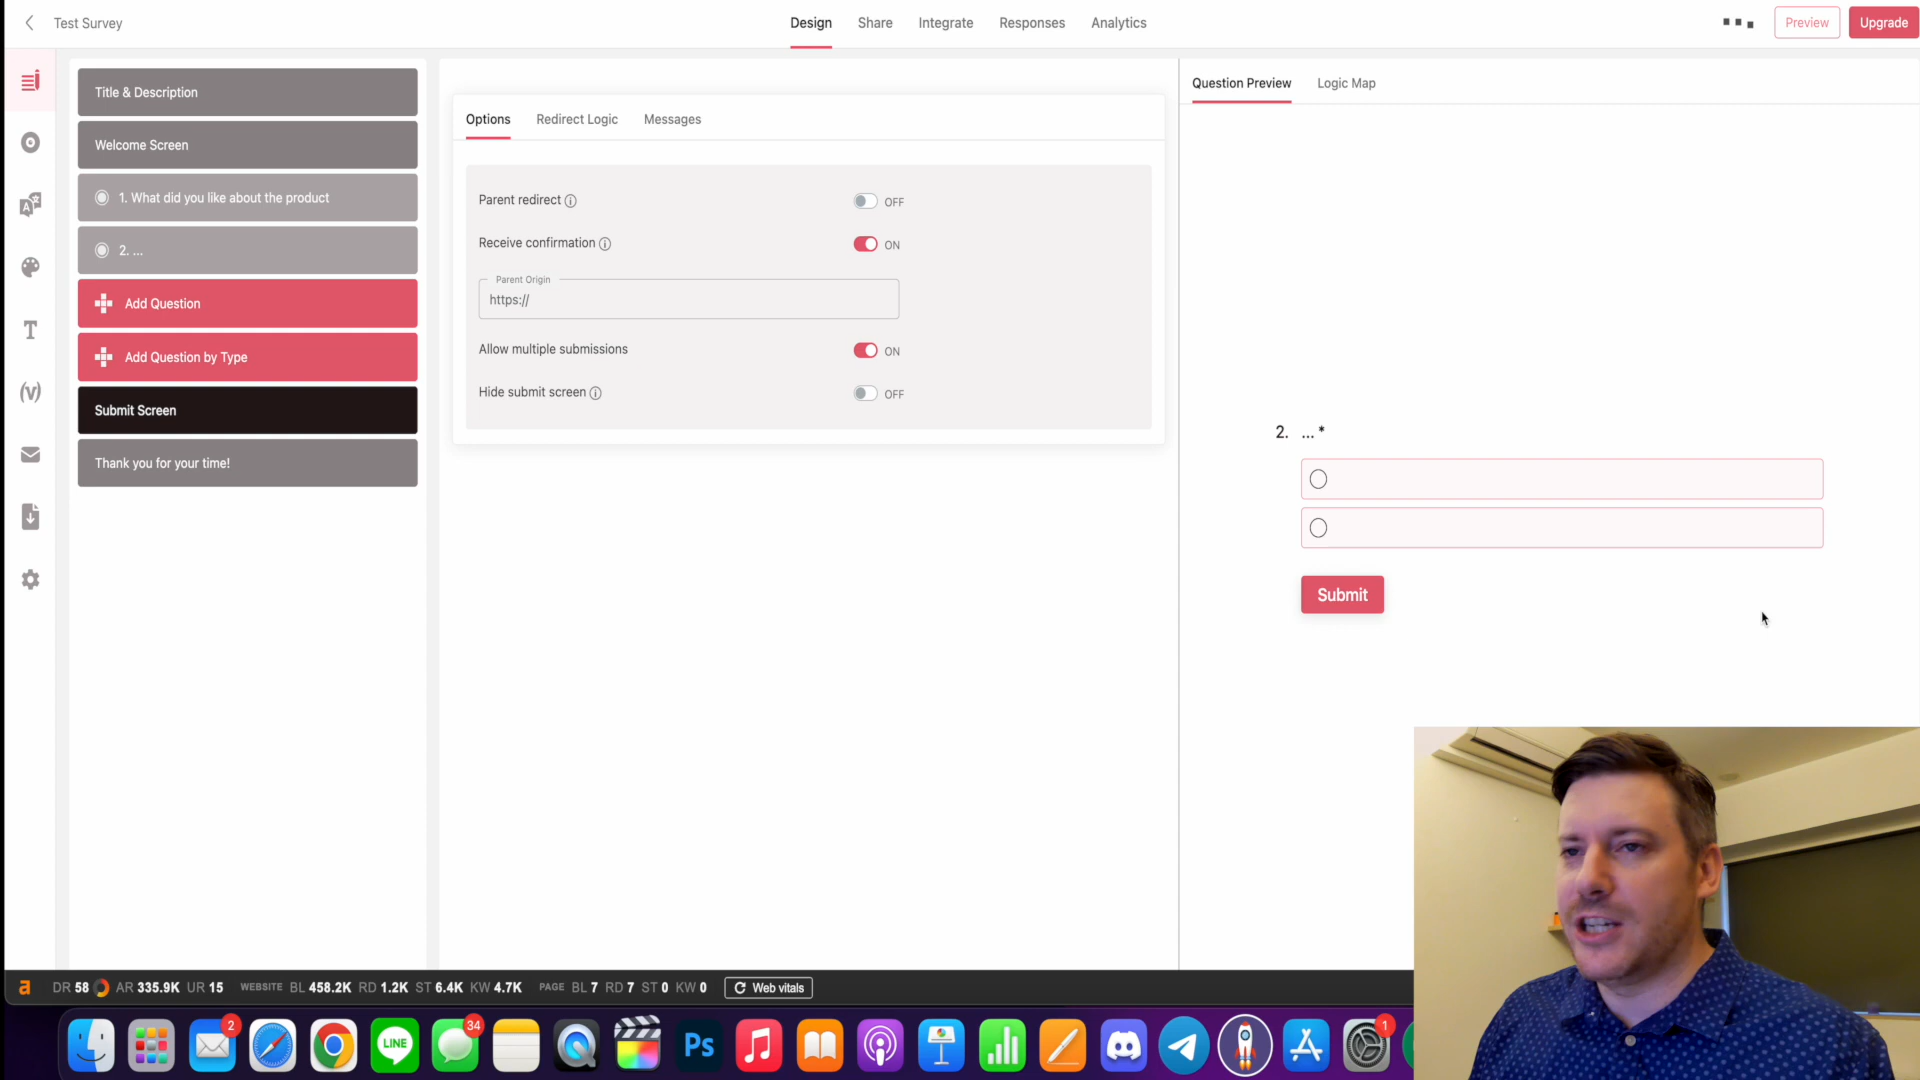 Test Survey
Design Share Integrate Responses Analytics
Preview Upgrade
Title & Description
Welcome Screen
1. What did you like about the product
2. ...
Add Question
Add Question by Type
Submit Screen
Thank you for your time!
Options Redirect Logic Messages
Parent redirect OFF
Receive confirmation ON
Parent Origin
https://
Allow multiple submissions ON
Hide submit screen OFF
Question Preview Logic Map
2. ... *
Submit
a DR 58 AR 335.9K UR 15 WEBSITE BL 458.2K RD 1.2K ST 6.4K KW 4.7K PAGE BL 7 RD 7 ST 0 KW 0 Web vitals
2 LINE 34 Ps 1